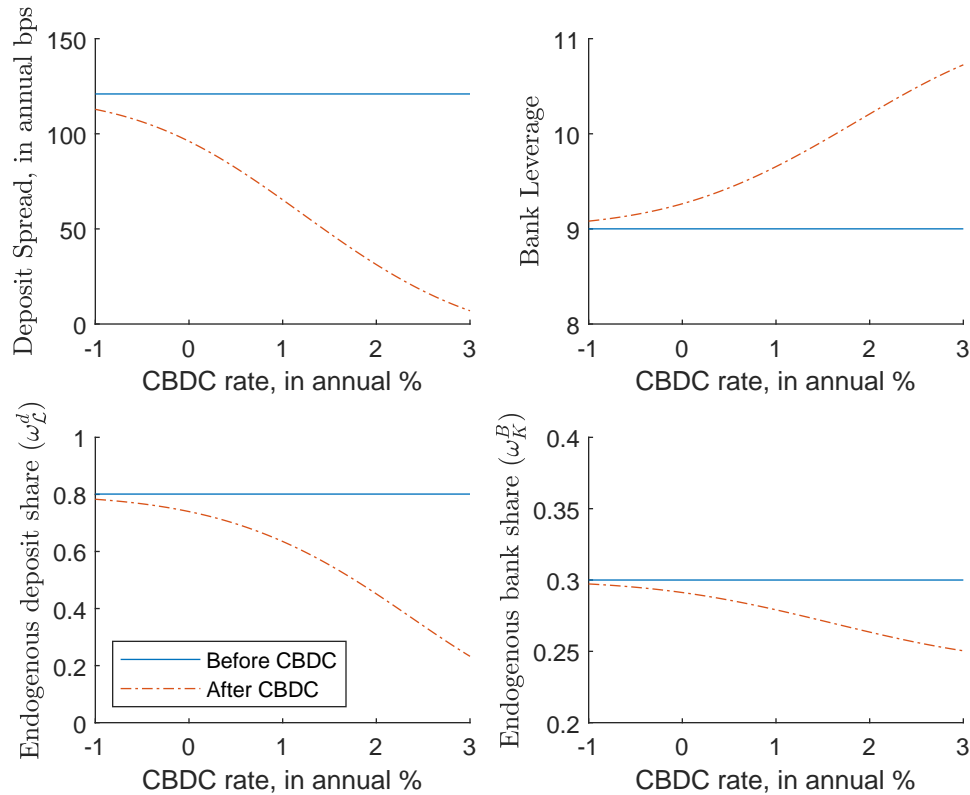 Deposit Spread, in annual bps
150
100
50
0
-1 0 1 2 3
CBDC rate, in annual %
Bank Leverage
11
10
9
8
-1 0 1 2 3
CBDC rate, in annual %
Endogenous deposit share (ω^d_ℒ)
1
0.8
0.6
0.4
0.2
0
Before CBDC
After CBDC
-1 0 1 2 3
CBDC rate, in annual %
Endogenous bank share (ω^B_K)
0.4
0.35
0.3
0.25
0.2
-1 0 1 2 3
CBDC rate, in annual %